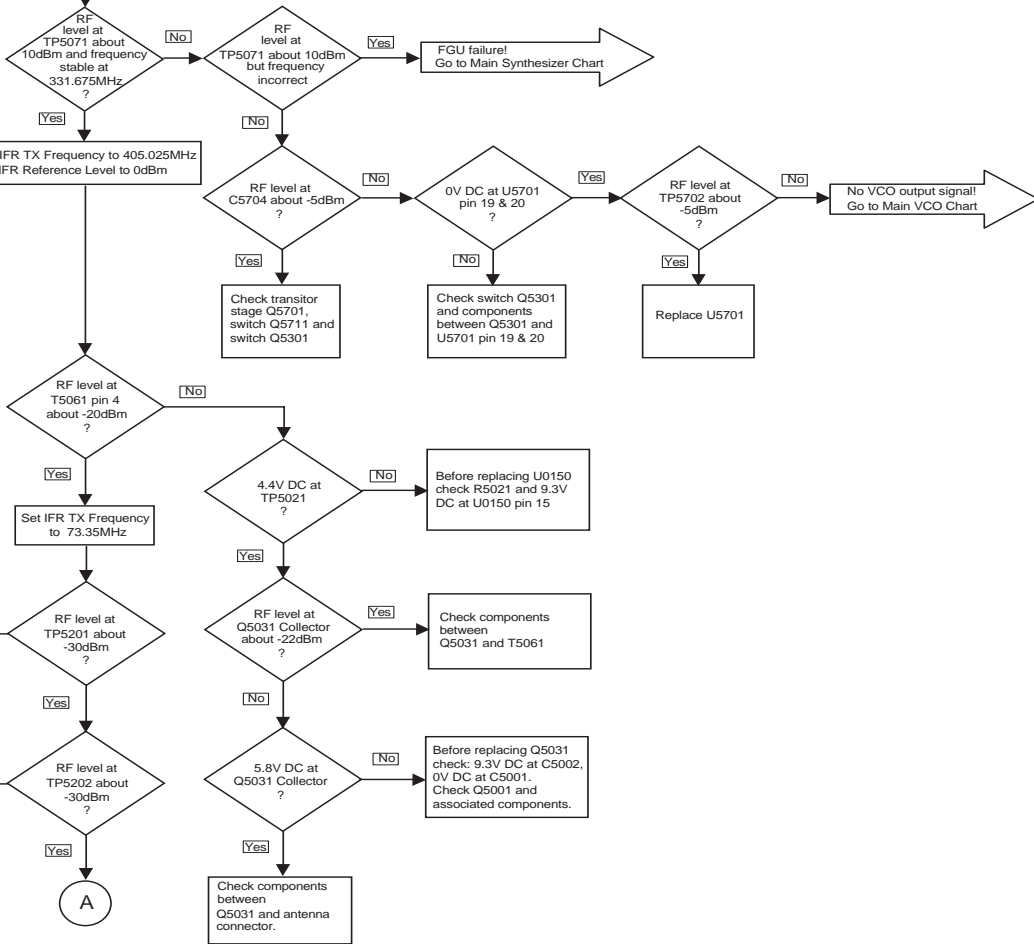 RF
level at
TP5071 about
10dBm and frequency
stable at
331.675MHz
?
No
Yes
RF
level at
TP5071 about 10dBm
but frequency
incorrect
Yes
No
FGU failure!
Go to Main Synthesizer Chart
IFR TX Frequency to 405.025MHz
IFR Reference Level to 0dBm
RF level at
C5704 about -5dBm
?
No
Yes
0V DC at U5701
pin 19 & 20
?
Yes
No
RF level at
TP5702 about
-5dBm
?
No
Yes
No VCO output signal!
Go to Main VCO Chart
Check transitor
stage Q5701,
switch Q5711 and
switch Q5301
Check switch Q5301
and components
between Q5301 and
U5701 pin 19 & 20
Replace U5701
RF level at
T5061 pin 4
about -20dBm
?
No
Yes
4.4V DC at
TP5021
?
No
Yes
Before replacing U0150
check R5021 and 9.3V
DC at U0150 pin 15
Set IFR TX Frequency
to 73.35MHz
RF level at
TP5201 about
-30dBm
?
Yes
RF level at
Q5031 Collector
about -22dBm
?
Yes
No
Check components
between
Q5031 and T5061
RF level at
TP5202 about
-30dBm
?
Yes
5.8V DC at
Q5031 Collector
?
No
Yes
Before replacing Q5031
check: 9.3V DC at C5002,
0V DC at C5001.
Check Q5001 and
associated components.
A
Check components
between
Q5031 and antenna
connector.